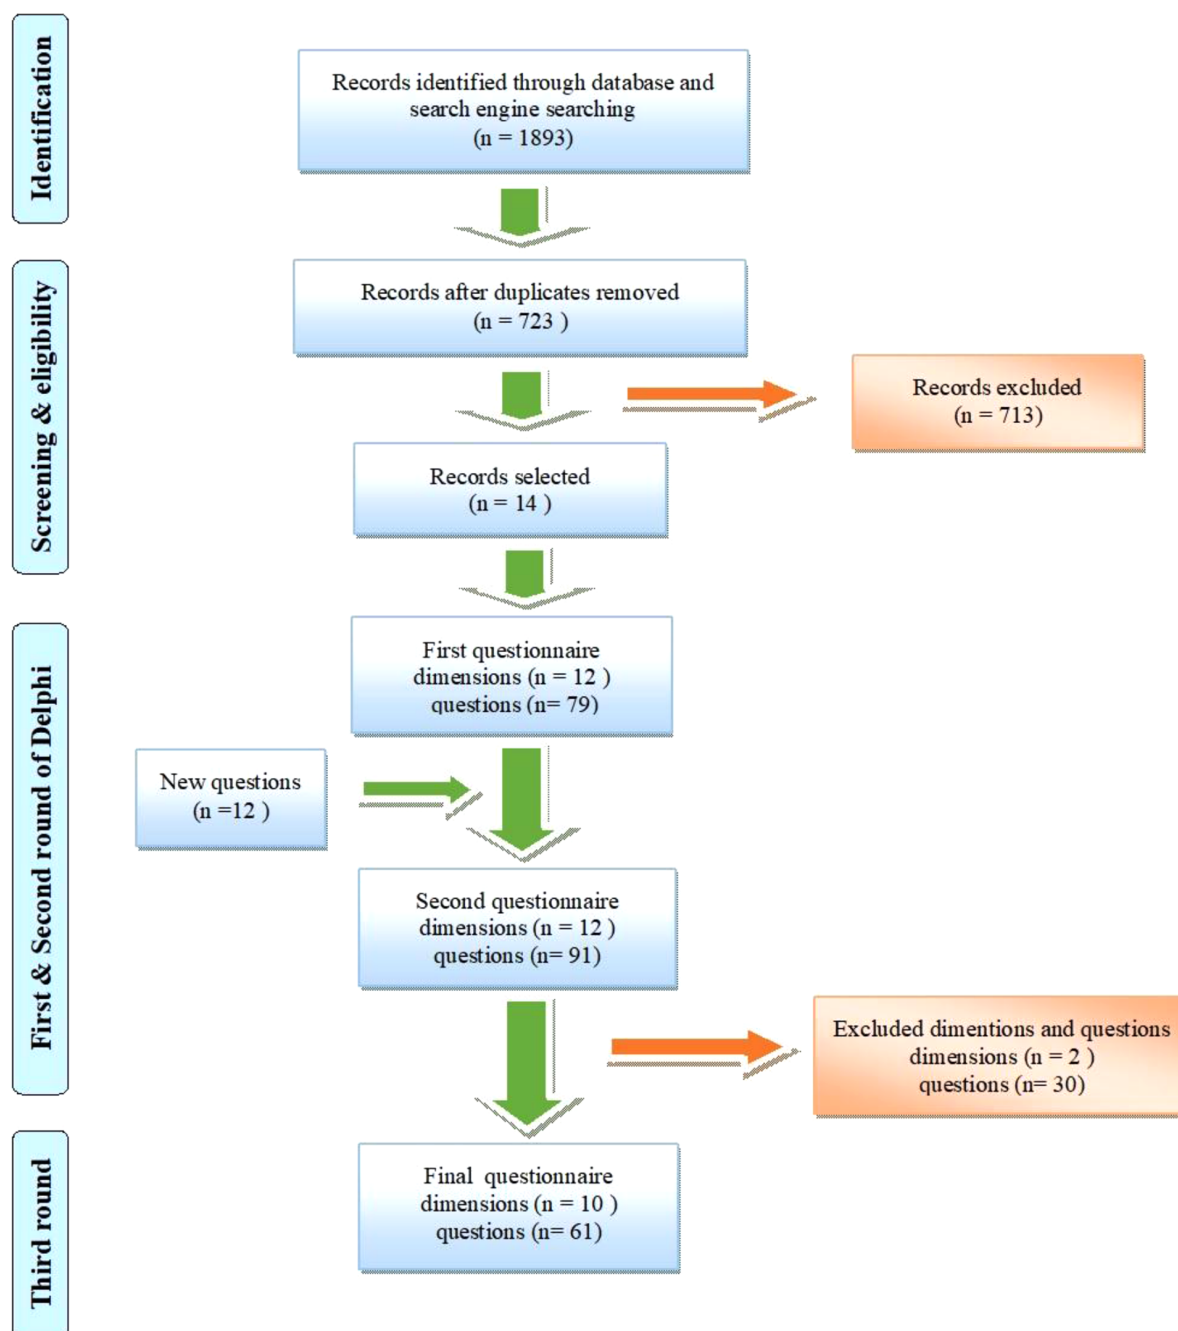 Identification
Records identified through database and
search engine searching
(n = 1893)
Screening & eligibility
Records after duplicates removed
(n = 723 )
Records excluded
(n = 713)
Records selected
(n = 14 )
First & Second round of Delphi
First questionnaire
dimensions (n = 12 )
questions (n= 79)
New questions
(n =12 )
Second questionnaire
dimensions (n = 12 )
questions (n= 91)
Excluded dimentions and questions
dimensions (n = 2 )
questions (n= 30)
Third round
Final  questionnaire
dimensions (n = 10 )
questions (n= 61)